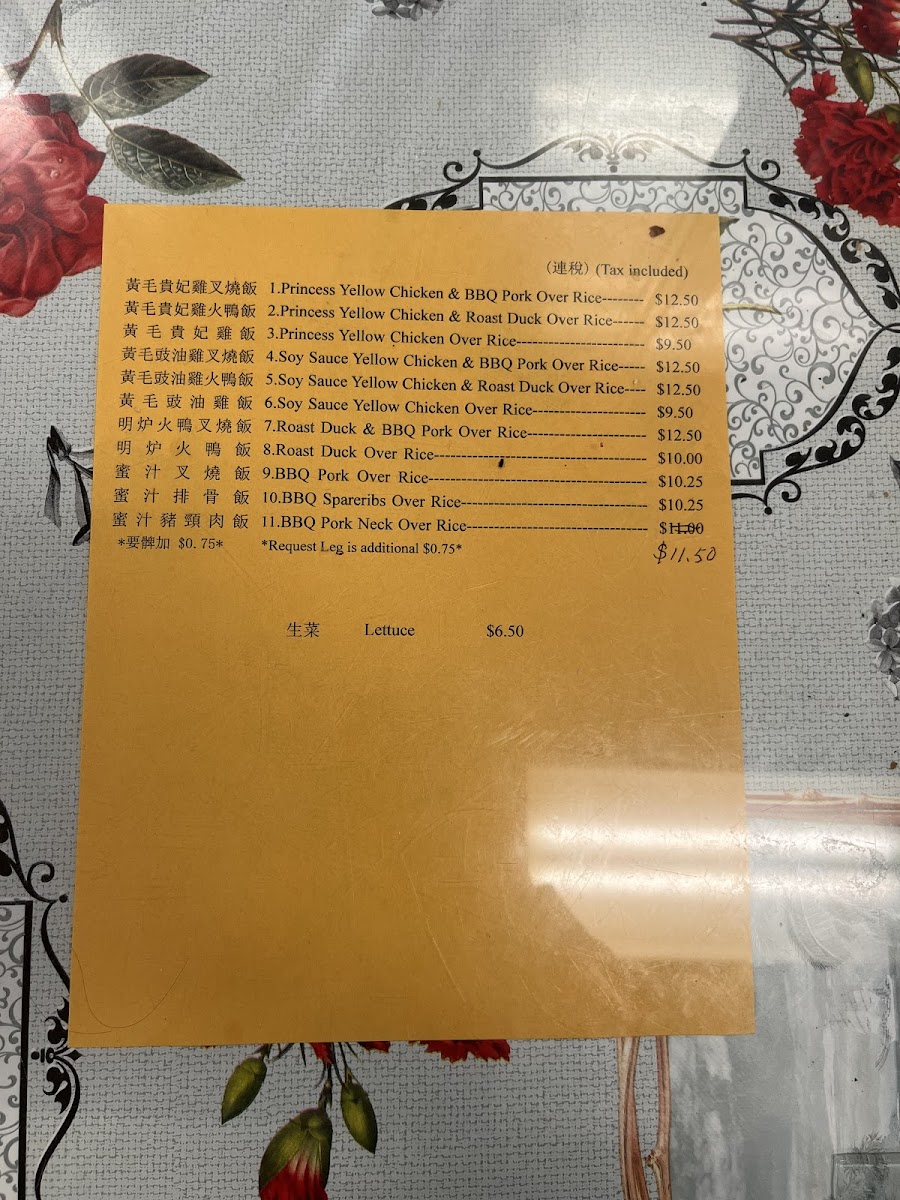 （連稅）(Tax included)
黃毛貴妃雞叉燒飯 1.Princess Yellow Chicken & BBQ Pork Over Rice-------- $12.50
黃毛貴妃雞火鴨飯 2.Princess Yellow Chicken & Roast Duck Over Rice------ $12.50
黃毛貴妃雞飯 3.Princess Yellow Chicken Over Rice------------------------ $9.50
黃毛豉油雞叉燒飯 4.Soy Sauce Yellow Chicken & BBQ Pork Over Rice----- $12.50
黃毛豉油雞火鴨飯 5.Soy Sauce Yellow Chicken & Roast Duck Over Rice---- $12.50
黃毛豉油雞飯 6.Soy Sauce Yellow Chicken Over Rice--------------------- $9.50
明炉火鴨叉燒飯 7.Roast Duck & BBQ Pork Over Rice---------------------- $12.50
明炉火鴨飯 8.Roast Duck Over Rice---------------------------------------- $10.00
蜜汁叉燒飯 9.BBQ Pork Over Rice----------------------------------------- $10.25
蜜汁排骨飯 10.BBQ Spareribs Over Rice----------------------------------- $10.25
蜜汁豬頸肉飯 11.BBQ Pork Neck Over Rice---------------------------------- $11.00
*要髀加 $0.75* *Request Leg is additional $0.75* $11.50
生菜 Lettuce $6.50